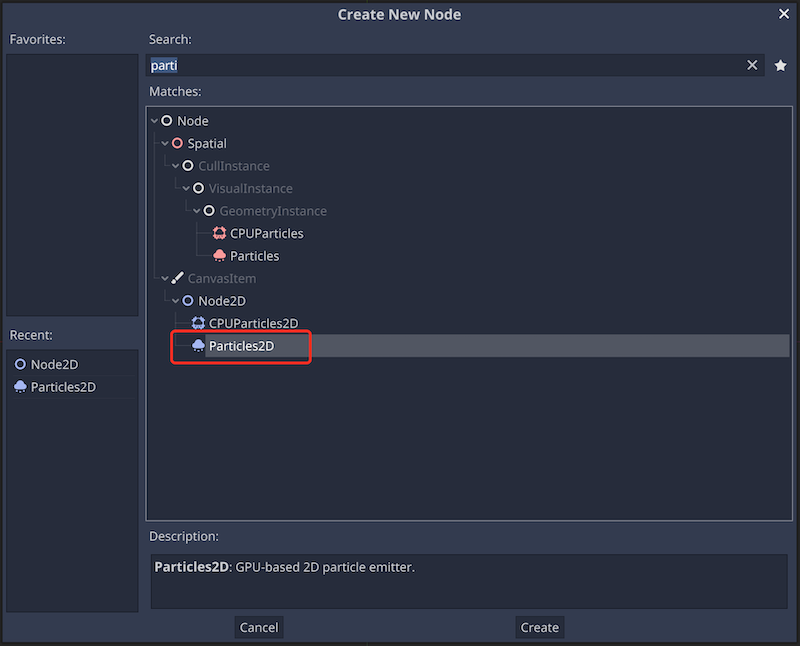 Create New Node
Favorites:
Search:
parti
Matches:
Node
Spatial
CullInstance
VisualInstance
GeometryInstance
CPUParticles
Particles
CanvasItem
Node2D
CPUParticles2D
Particles2D
Recent:
Node2D
Particles2D
Description:
Particles2D: GPU-based 2D particle emitter.
Cancel
Create